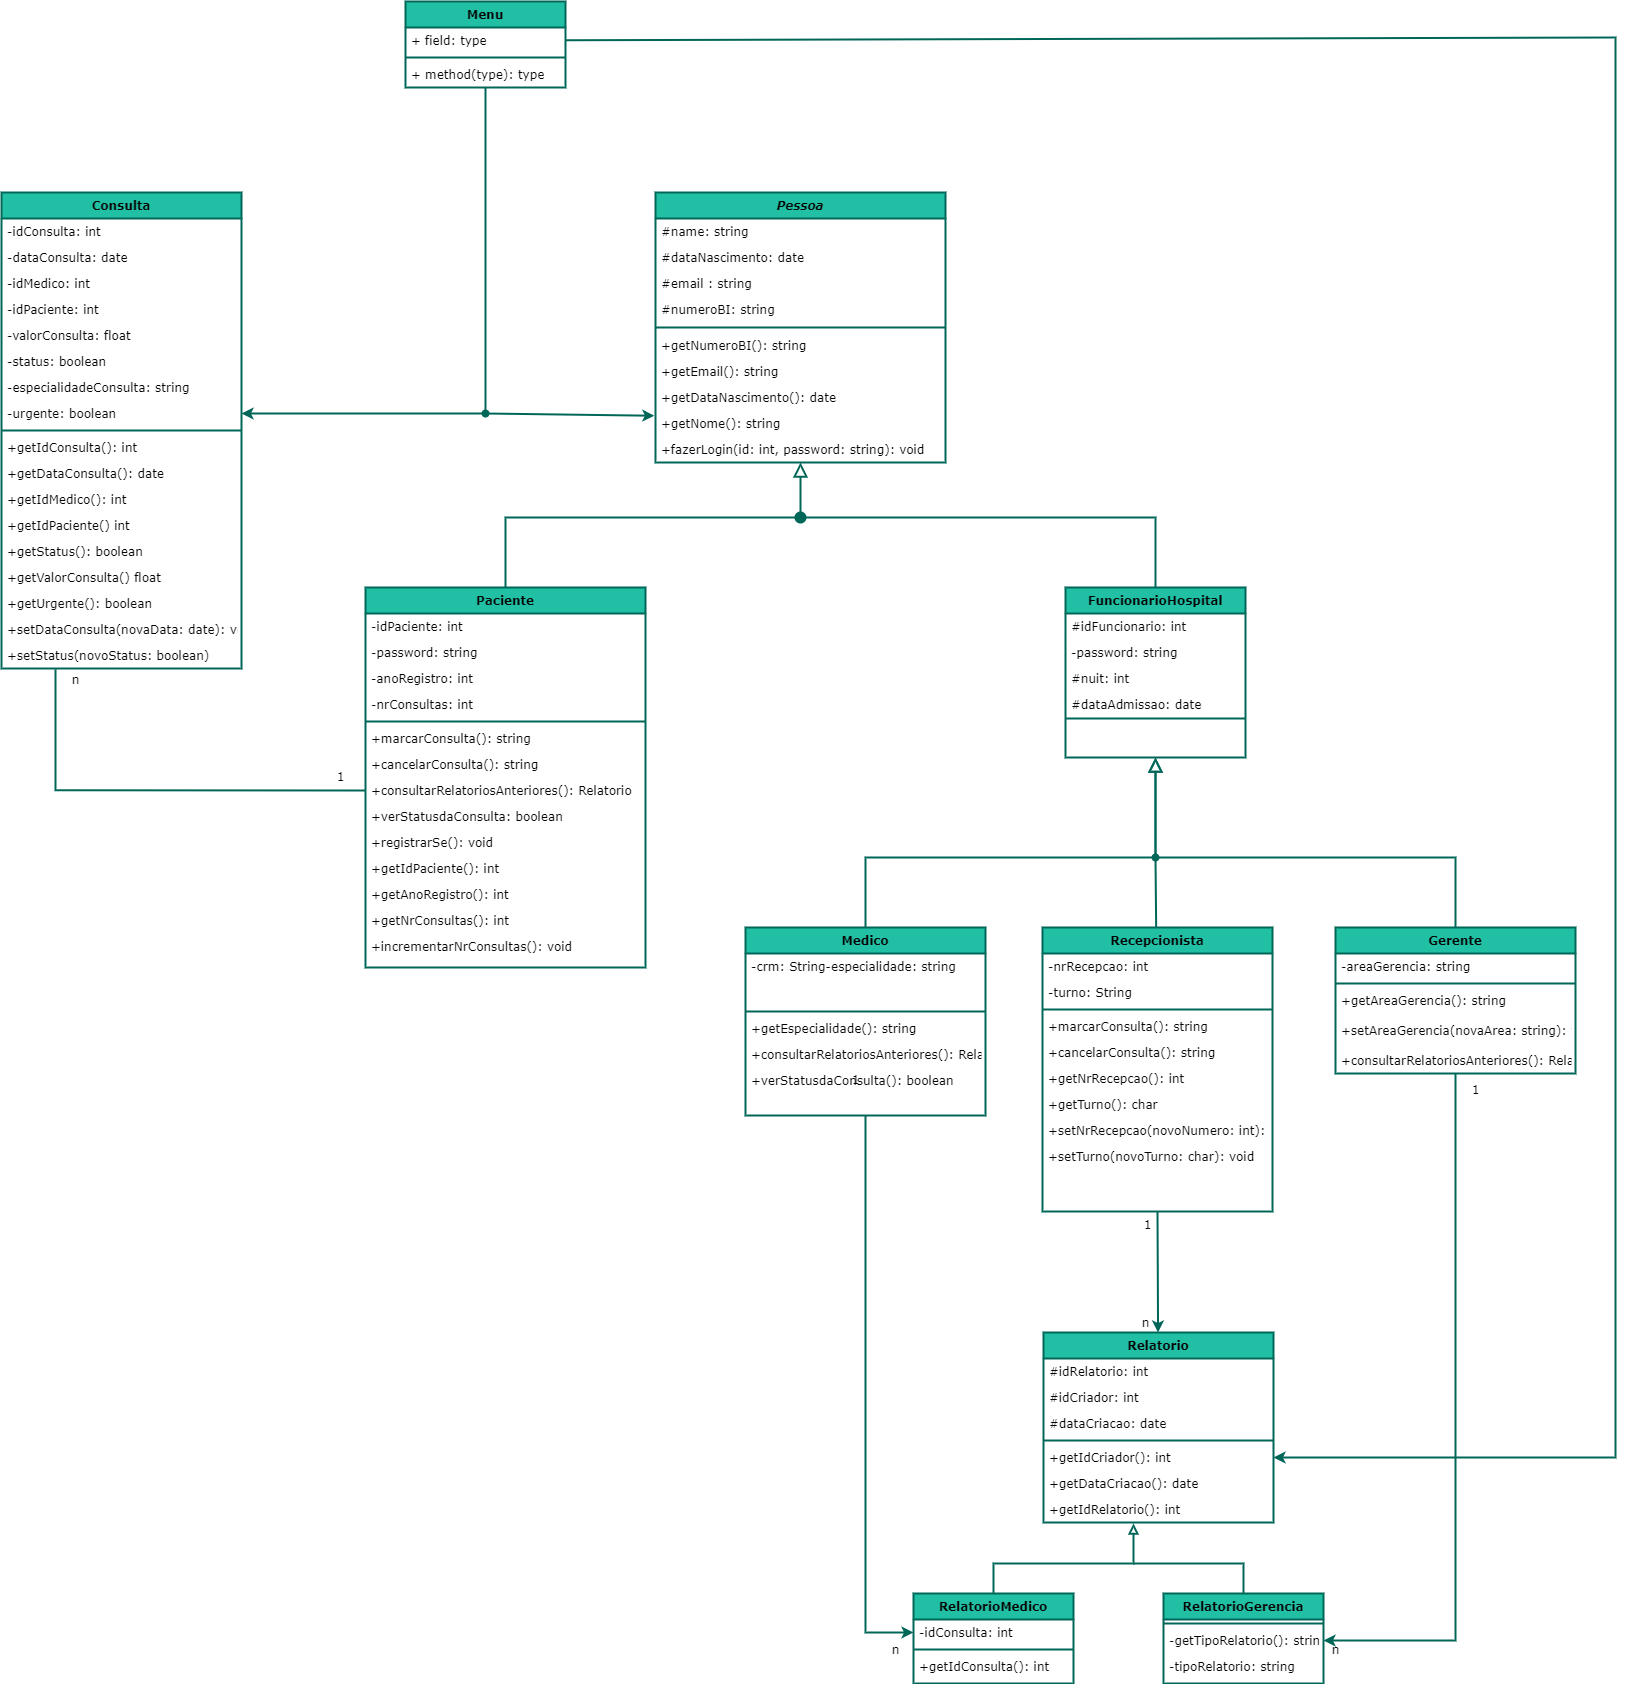 Menu
+ field: type
+ method(type): type
Consulta
-idConsulta: int
-dataConsulta: date
-idMedico: int
-idPaciente: int
-valorConsulta: float
-status: boolean
-especialidadeConsulta: string
-urgente: boolean
+getIdConsulta(): int
+getDataConsulta(): date
+getIdMedico(): int
+getIdPaciente() int
+getStatus(): boolean
+getValorConsulta() float
+getUrgente(): boolean
+setDataConsulta(novaData: date): v
+setStatus(novoStatus: boolean)
n
1
Pessoa
#name: string
#dataNascimento: date
#email : string
#numeroBI: string
+getNumeroBI(): string
+getEmail(): string
+getDataNascimento(): date
+getNome(): string
+fazerLogin(id: int, password: string): void
Paciente
-idPaciente: int
-password: string
-anoRegistro: int
-nrConsultas: int
+marcarConsulta(): string
+cancelarConsulta(): string
+consultarRelatoriosAnteriores(): Relatorio
+verStatusdaConsulta: boolean
+registrarSe(): void
+getIdPaciente(): int
+getAnoRegistro(): int
+getNrConsultas(): int
+incrementarNrConsultas(): void
FuncionarioHospital
#idFuncionario: int
-password: string
#nuit: int
#dataAdmissao: date
Medico
-crm: String-especialidade: string
+getEspecialidade(): string
+consultarRelatoriosAnteriores(): Rela
+verStatusdaConsulta(): boolean
1
Recepcionista
-nrRecepcao: int
-turno: String
+marcarConsulta(): string
+cancelarConsulta(): string
+getNrRecepcao(): int
+getTurno(): char
+setNrRecepcao(novoNumero: int):
+setTurno(novoTurno: char): void
1
n
Gerente
-areaGerencia: string
+getAreaGerencia(): string
+setAreaGerencia(novaArea: string):
+consultarRelatoriosAnteriores(): Rela
1
Relatorio
#idRelatorio: int
#idCriador: int
#dataCriacao: date
+getIdCriador(): int
+getDataCriacao(): date
+getIdRelatorio(): int
RelatorioMedico
-idConsulta: int
+getIdConsulta(): int
n
RelatorioGerencia
-getTipoRelatorio(): strin
-tipoRelatorio: string
n